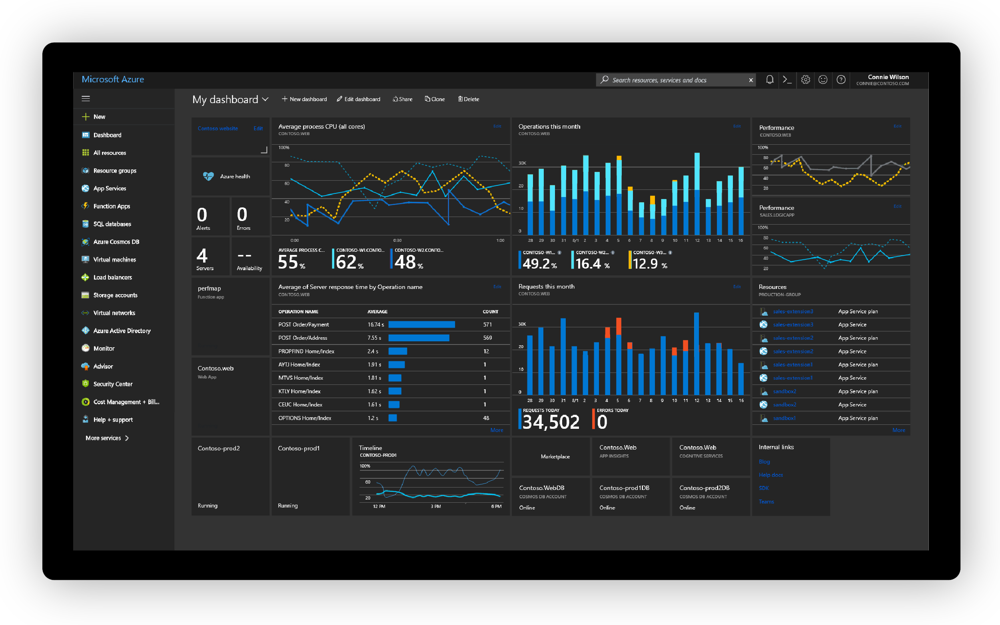 Microsoft Azure
Search resources, services and docs
Connie Wilson
CONNIE@CONTOSO.COM
My dashboard
New dashboard
Edit dashboard
Share
Clone
Delete
New
Dashboard
All resources
Resource groups
App Services
Function Apps
SQL databases
Azure Cosmos DB
Virtual machines
Load balancers
Storage accounts
Virtual networks
Azure Active Directory
Monitor
Advisor
Security Center
Cost Management + Bill...
Help + support
More services
Contoso website Edit
Azure health
0
Alerts
0
Errors
4
Servers
--
Availability
Average process CPU (all cores) Edit
CONTOSO.WEB
100%
80
60
40
20
0:00 0:30 1:00
AVERAGE PROCESS C... CONTOSO-W1.CONTO... CONTOSO-W2.CONTO...
55 % 62 % 48 %
Operations this month Edit
CONTOSO.WEB
30K
20
10
0
28 29 30 31 8/1 2 3 4 5 6 7 8 9 10 11 12 13 14 15 16
CONTOSO-W1... CONTOSO-W2... CONTOSO-W3...
49.2 % 16.4 % 12.9 %
Performance Edit
CONTOSO.WEB
100%
80
60
40
20
Performance Edit
SALES.LOGICAPP
100%
80
60
40
20
perfmap
Function app
Contoso.web
Web App
Average of Server response time by Operation name Edit
CONTOSO.WEB
OPERATION NAME AVERAGE COUNT
POST Order/Payment 16.74 s 571
POST Order/Address 7.55 s 569
PROPFIND Home/Index 2.4 s 12
AYTJ Home/Index 1.91 s 1
MTVS Home/Index 1.81 s 1
KTLY Home/Index 1.62 s 1
CEUC Home/Index 1.61 s 1
OPTIONS Home/Index 1.2 s 48
More
Requests this month Edit
CONTOSO.WEB
30K
20
10
0
28 29 30 31 8/1 2 3 4 5 6 7 8 9 10 11 12 13 14 15 16
REQUESTS TODAY ERRORS TODAY
34,502 0
Resources
PROUCTION-GROUP
sales-extension3 App Service plan
sales-extension3 App Service
sales-extension2 App Service plan
sales-extension2 App Service
sales-extension1 App Service plan
sales-extension1 App Service
sandbox2 App Service plan
sandbox2 App Service
sandbox1 App Service plan
More
Contoso-prod2
Running
Contoso-prod1
Running
Timeline
CONTOSO-PROD1
100%
60
20
12 PM 3 PM 6 PM
Marketplace
Contoso.Web
APP INSIGHTS
Contoso.Web
COGNITIVE SERVICES
Contoso.WebDB
COSMOS DB ACCOUNT
Online
Contoso-prod1DB
COSMOS DB ACCOUNT
Online
Contoso-prod2DB
COSMOS DB ACCOUNT
Online
Internal links
Blog
Help docs
SDK
Teams